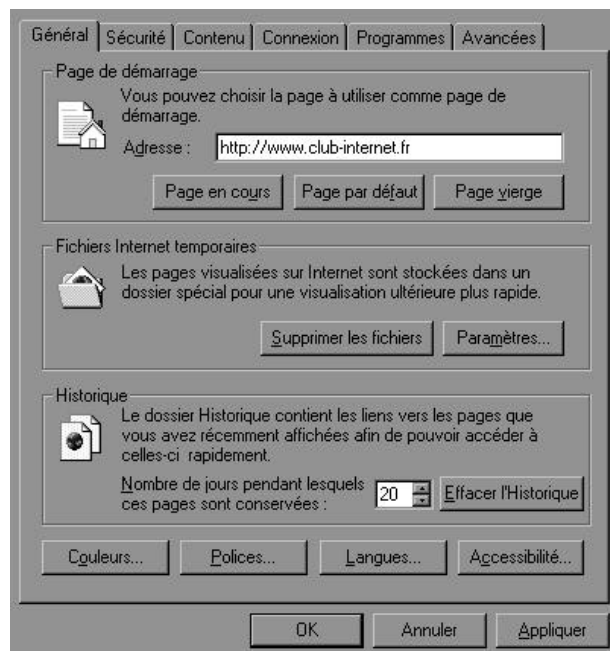 Général Sécurité Contenu Connexion Programmes Avancées
Page de démarrage
Vous pouvez choisir la page à utiliser comme page de
démarrage.
Adresse : http://www.club-internet.fr
Page en cours Page par défaut Page vierge
Fichiers Internet temporaires
Les pages visualisées sur Internet sont stockées dans un
dossier spécial pour une visualisation ultérieure plus rapide.
Supprimer les fichiers Paramètres...
Historique
Le dossier Historique contient les liens vers les pages que
vous avez récemment affichées afin de pouvoir accéder à
celles-ci rapidement.
Nombre de jours pendant lesquels
ces pages sont conservées : 20 Effacer l'Historique
Couleurs... Polices... Langues... Accessibilité...
OK Annuler Appliquer